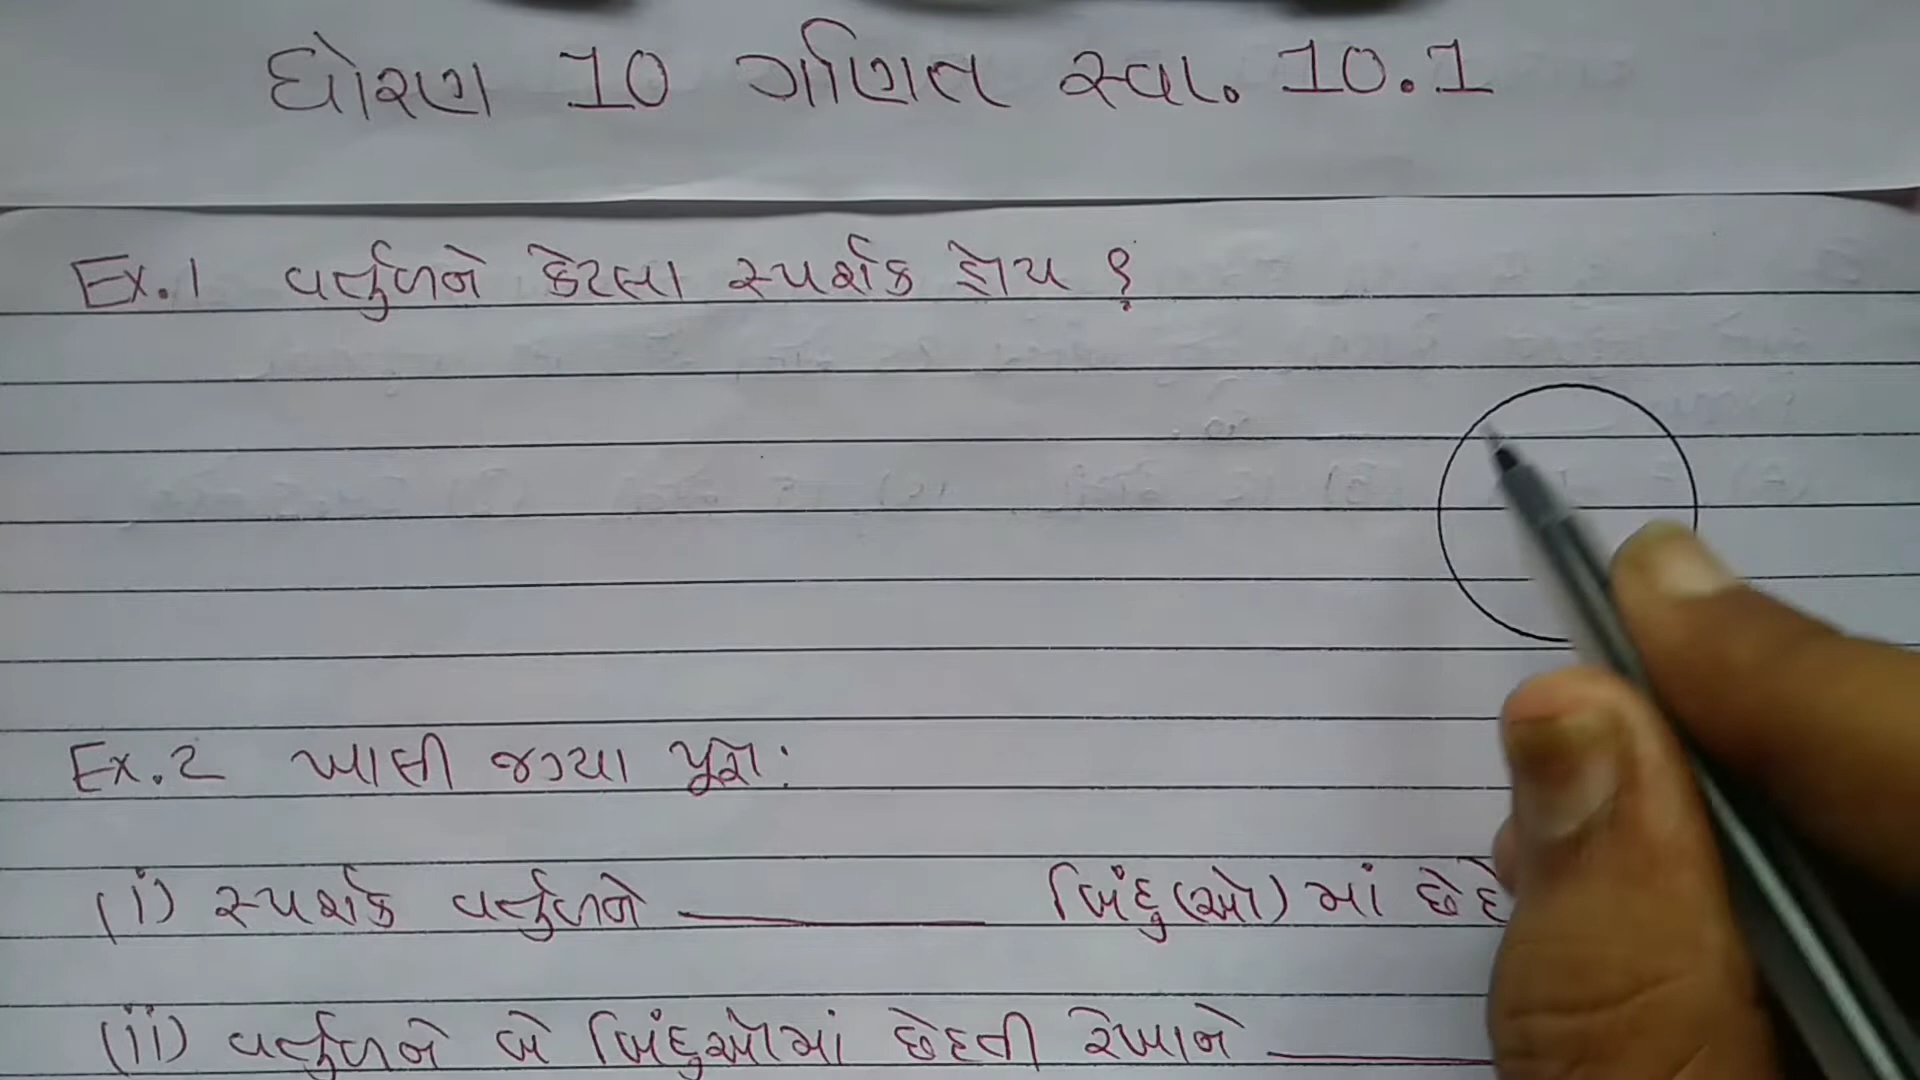 ધોરણ 10 ગણિત સ્વા. 10.1
Ex.1 વર્તુળને કેટલા સ્પર્શક હોય ?
Ex.2 ખાલી જગ્યા પૂરો:
(i) સ્પર્શક વર્તુળને ______ બિંદુ(ઓ) માં છેદે
(ii) વર્તુળને બે બિંદુઓમાં છેદતી રેખાને ______